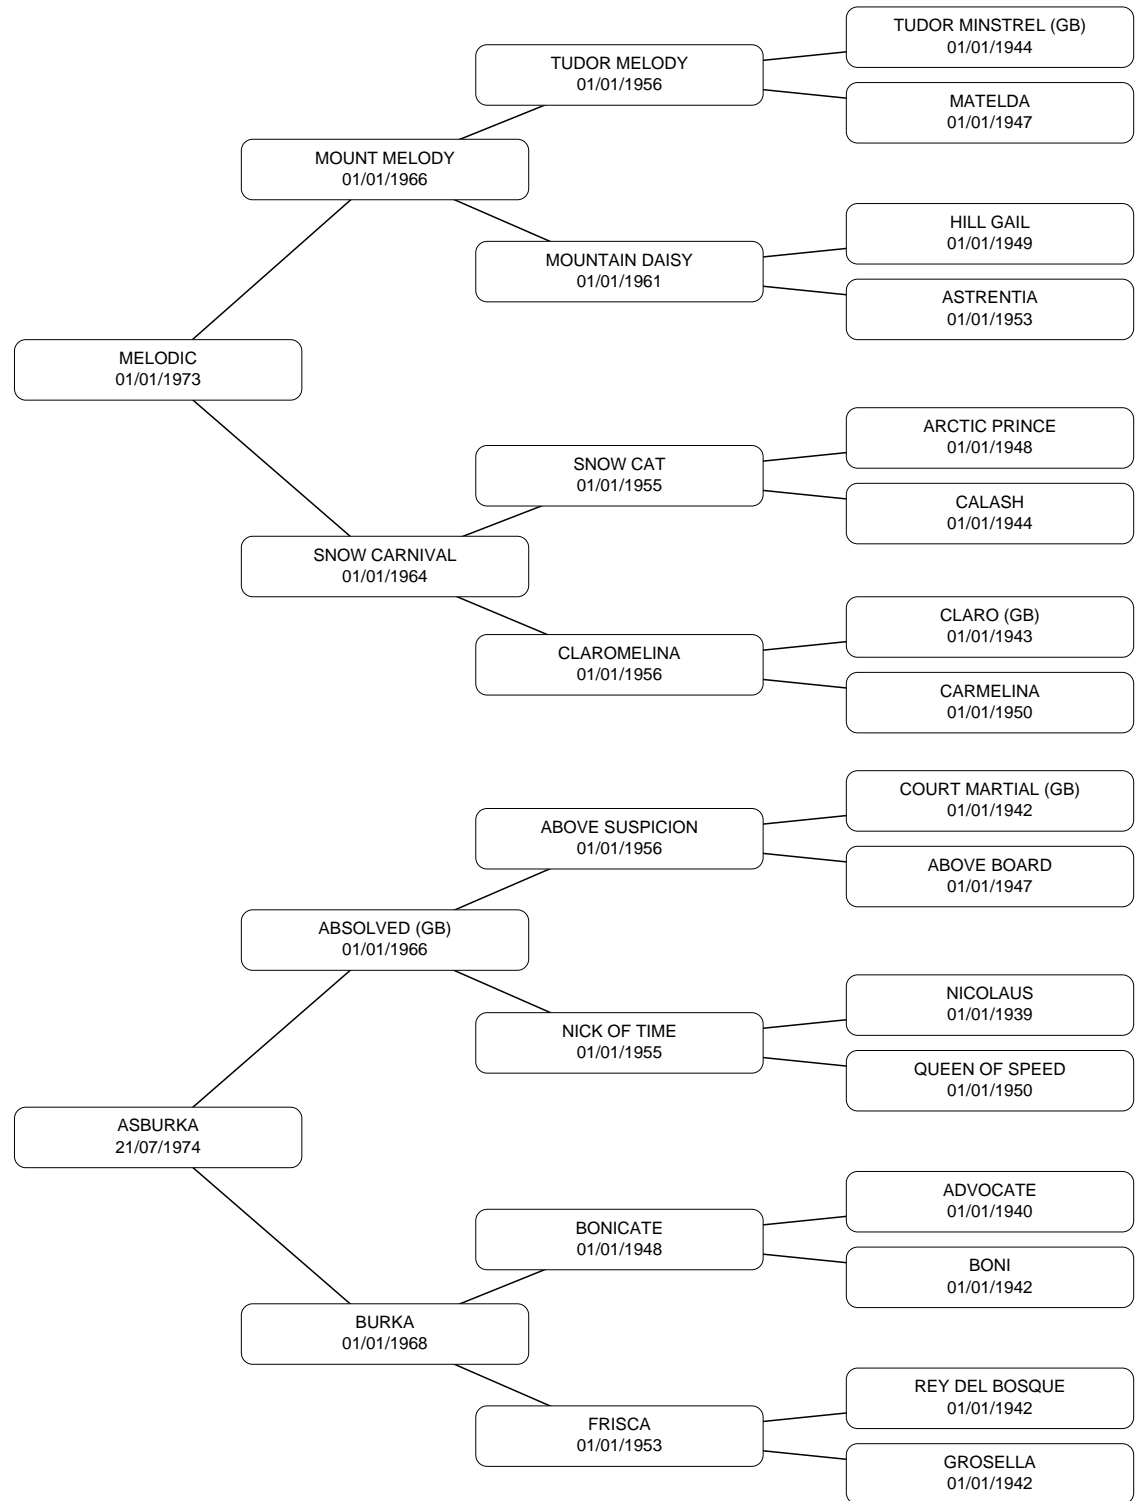 TUDOR MINSTREL (GB)
01/01/1944
TUDOR MELODY
01/01/1956
MATELDA
01/01/1947
MOUNT MELODY
01/01/1966
HILL GAIL
01/01/1949
MOUNTAIN DAISY
01/01/1961
ASTRENTIA
01/01/1953
MELODIC
01/01/1973
ARCTIC PRINCE
01/01/1948
SNOW CAT
01/01/1955
CALASH
01/01/1944
SNOW CARNIVAL
01/01/1964
CLARO (GB)
01/01/1943
CLAROMELINA
01/01/1956
CARMELINA
01/01/1950
COURT MARTIAL (GB)
01/01/1942
ABOVE SUSPICION
01/01/1956
ABOVE BOARD
01/01/1947
ABSOLVED (GB)
01/01/1966
NICOLAUS
01/01/1939
NICK OF TIME
01/01/1955
QUEEN OF SPEED
01/01/1950
ASBURKA
21/07/1974
ADVOCATE
01/01/1940
BONICATE
01/01/1948
BONI
01/01/1942
BURKA
01/01/1968
REY DEL BOSQUE
01/01/1942
FRISCA
01/01/1953
GROSELLA
01/01/1942